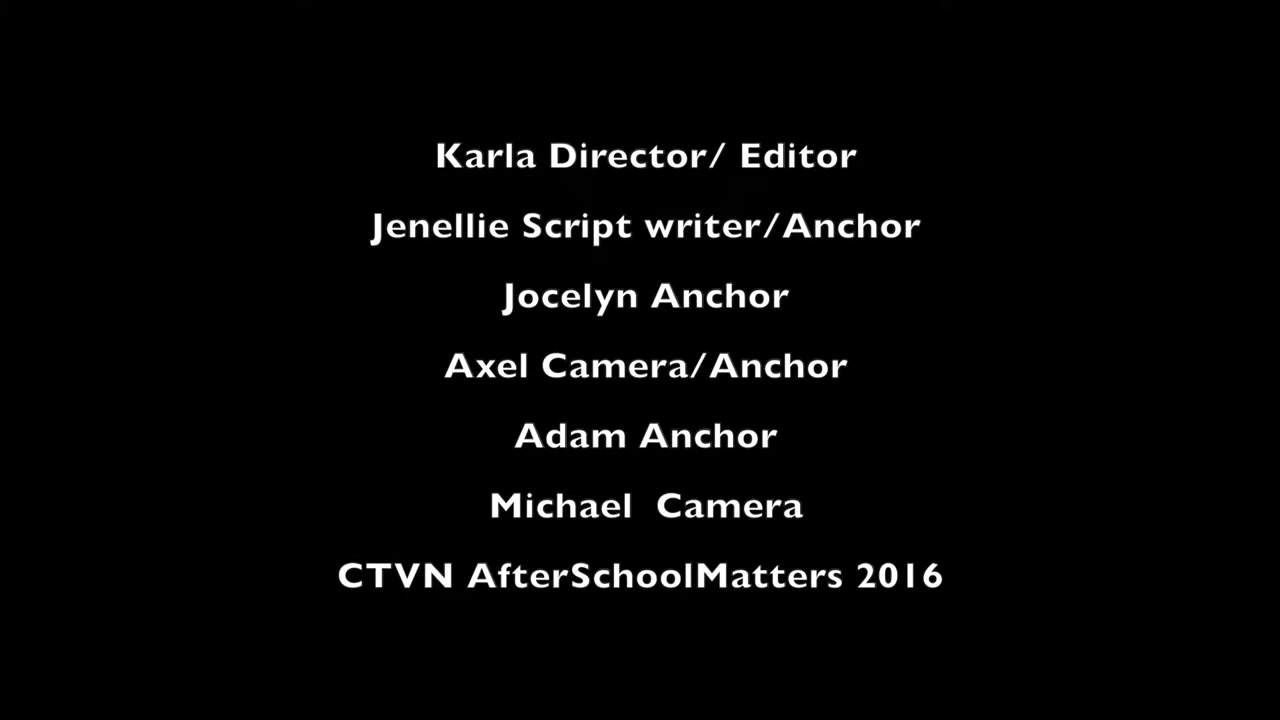 Karla Director/ Editor
Jenellie Script writer/Anchor
Jocelyn Anchor
Axel Camera/Anchor
Adam Anchor
Michael  Camera
CTVN AfterSchoolMatters 2016